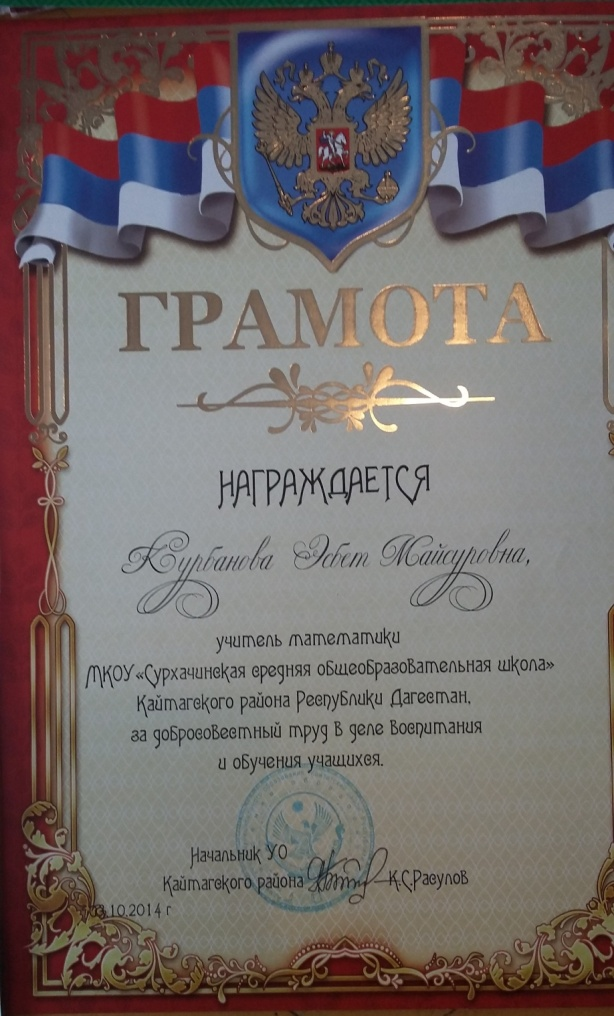 ГРАМОТА
НАГРАЖДАЕТСЯ
Курбанова Эсбет Майсуровна,
учитель математики
МКОУ «Сурхачинская средняя общеобразовательная школа»
Кайтагского района Республики Дагестан,
за добросовестный труд в деле воспитания
и обучения учащихся.
Начальник УО
Кайтагского района К.С.Расулов
03.10.2014 г